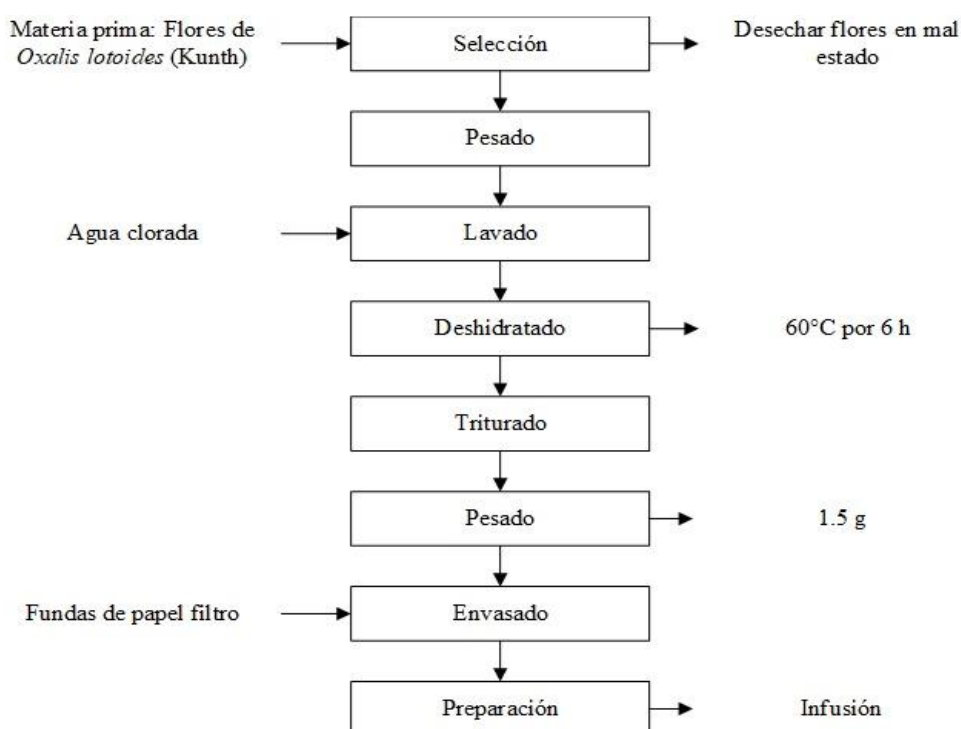 Materia prima: Flores de
Oxalis lotoides (Kunth)
Selección
Desechar flores en mal
estado
Pesado
Agua clorada
Lavado
Deshidratado
60°C por 6 h
Triturado
Pesado
1.5 g
Fundas de papel filtro
Envasado
Preparación
Infusión